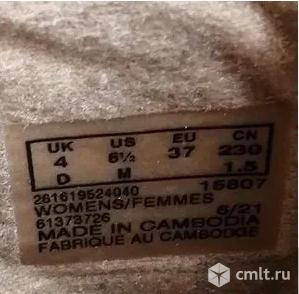 UK US EU CN
4 6½ 37 230
D M 1.5
261619524040 15807
WOMENS/FEMMES
61373726 6/21
MADE IN CAMBODIA
FABRIQUE AU CAMBODGE
cmlt.ru